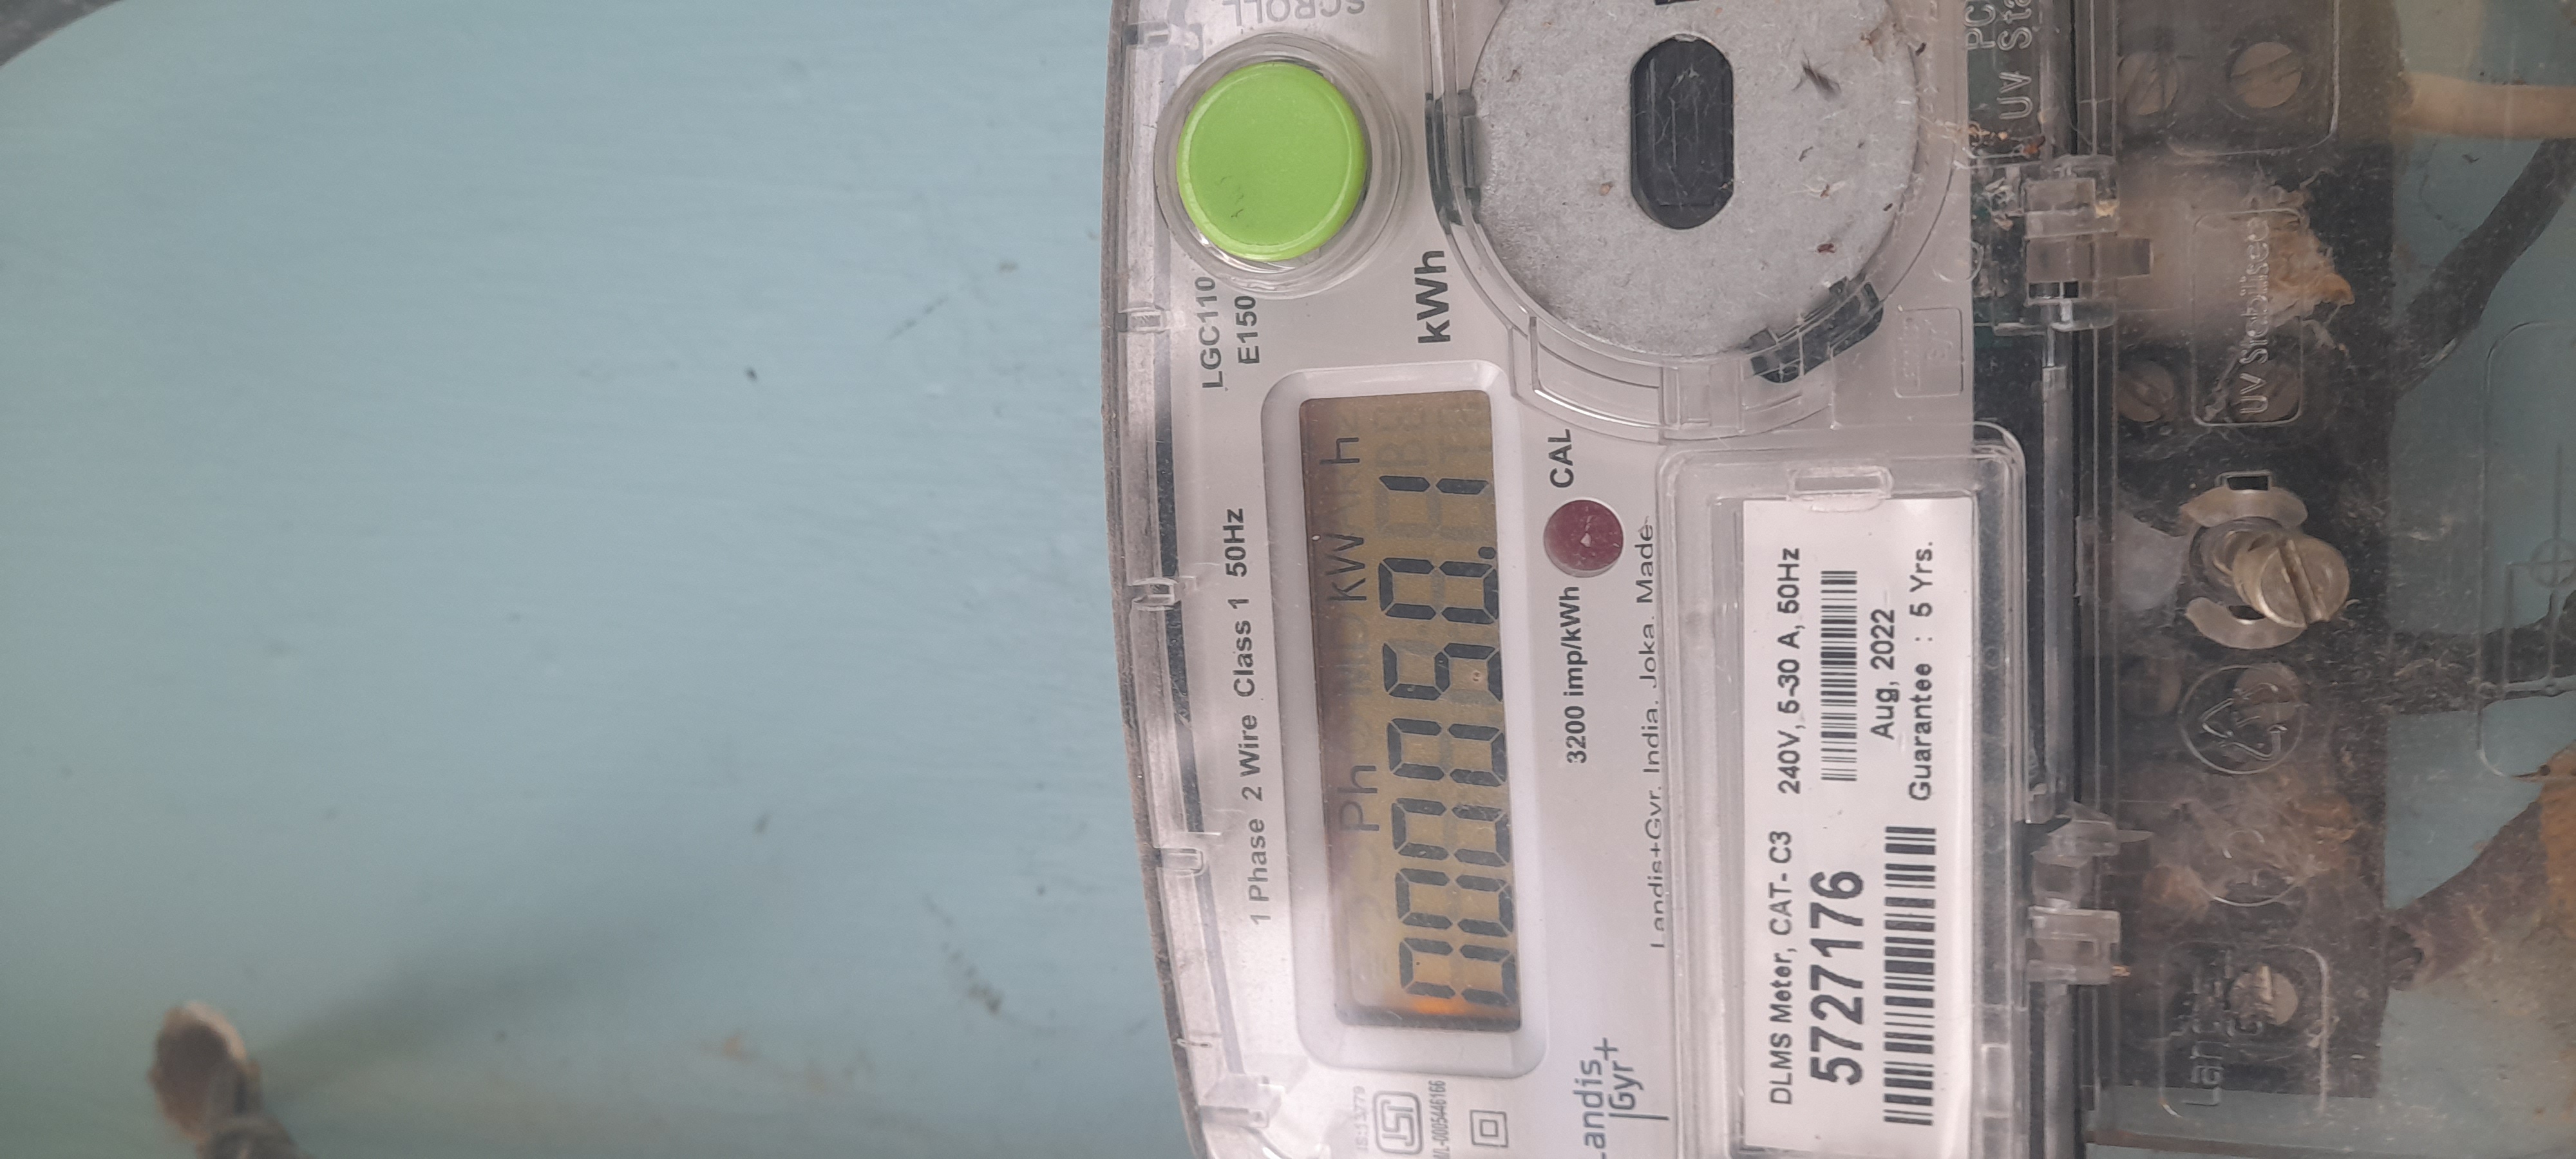 SCROLL
LGC110
E150
1 Phase 2 Wire Class 1 50Hz
Ph kW h
kWh
3200 imp/kWh CAL
Landis
Gyr+
Landis+Gyr, India, Joka. Made
DLMS Meter, CAT- C3 240V, 5-30 A, 50Hz
5727176
Aug, 2022
Guarantee : 5 Yrs.
UV Stabilised